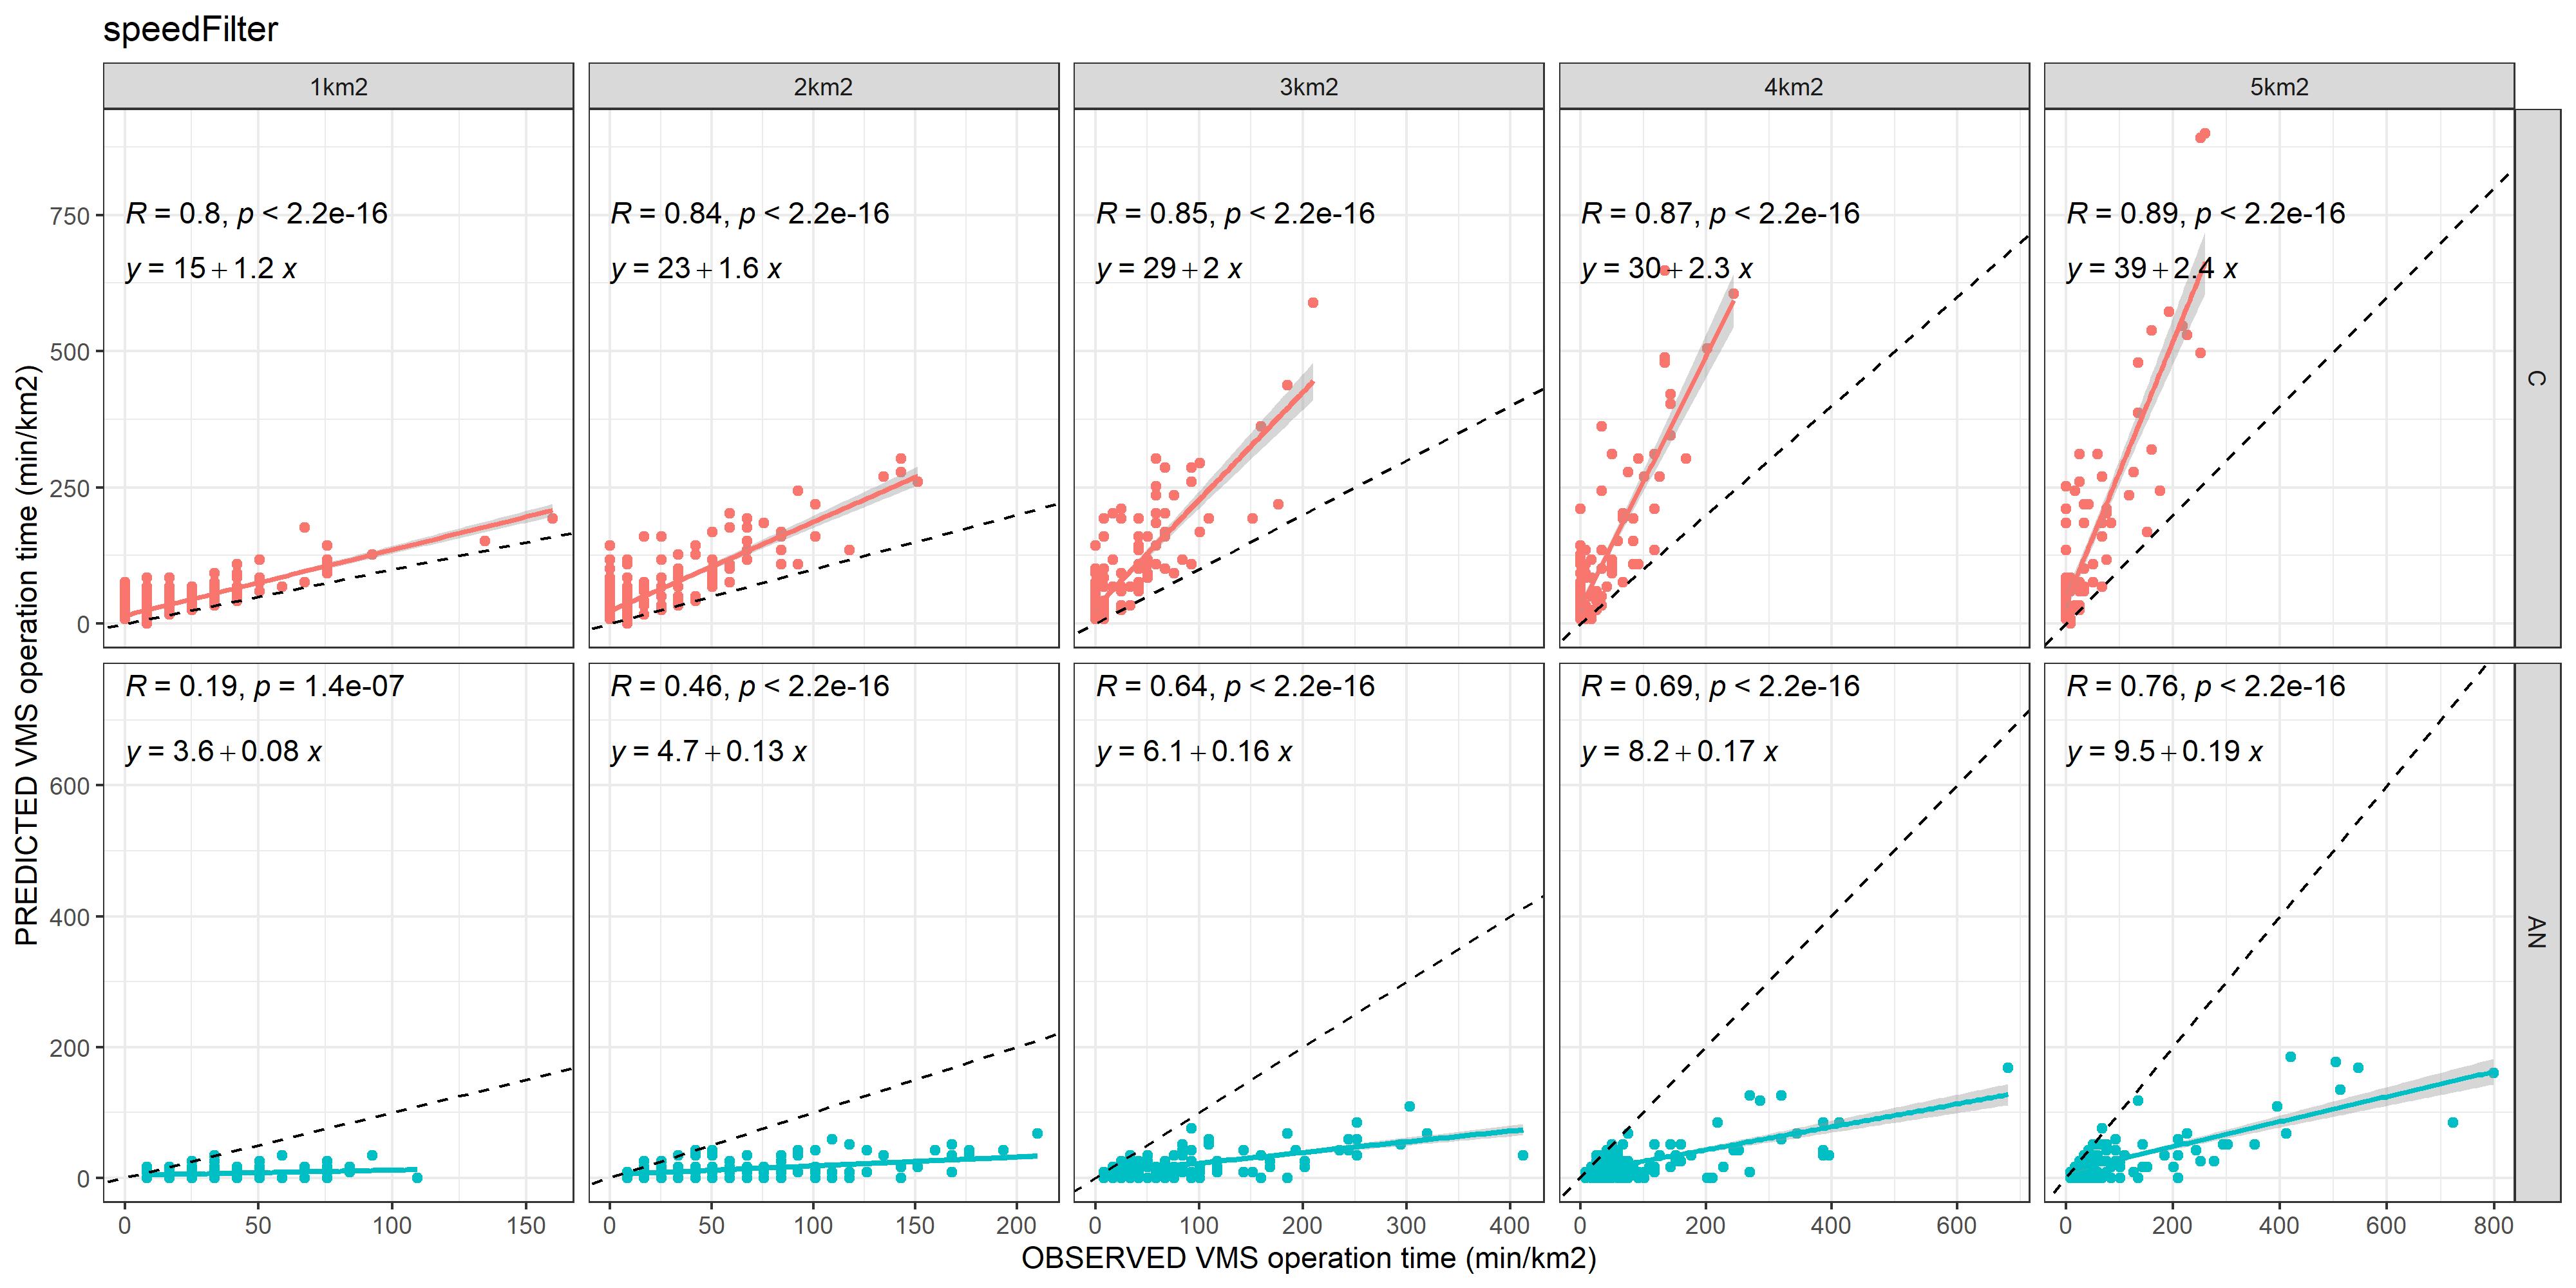 speedFilter
1km2
2km2
3km2
4km2
5km2
PREDICTED VMS operation time (min/km2)
750
500
250
0
R = 0.8, p < 2.2e-16
y = 15 + 1.2 x
R = 0.84, p < 2.2e-16
y = 23 + 1.6 x
R = 0.85, p < 2.2e-16
y = 29 + 2 x
R = 0.87, p < 2.2e-16
y = 30 + 2.3 x
R = 0.89, p < 2.2e-16
y = 39 + 2.4 x
C
600
400
200
0
R = 0.19, p = 1.4e-07
y = 3.6 + 0.08 x
R = 0.46, p < 2.2e-16
y = 4.7 + 0.13 x
R = 0.64, p < 2.2e-16
y = 6.1 + 0.16 x
R = 0.69, p < 2.2e-16
y = 8.2 + 0.17 x
R = 0.76, p < 2.2e-16
y = 9.5 + 0.19 x
AN
0 50 100 150
0 50 100 150 200
0 100 200 300 400
0 200 400 600
0 200 400 600 800
OBSERVED VMS operation time (min/km2)